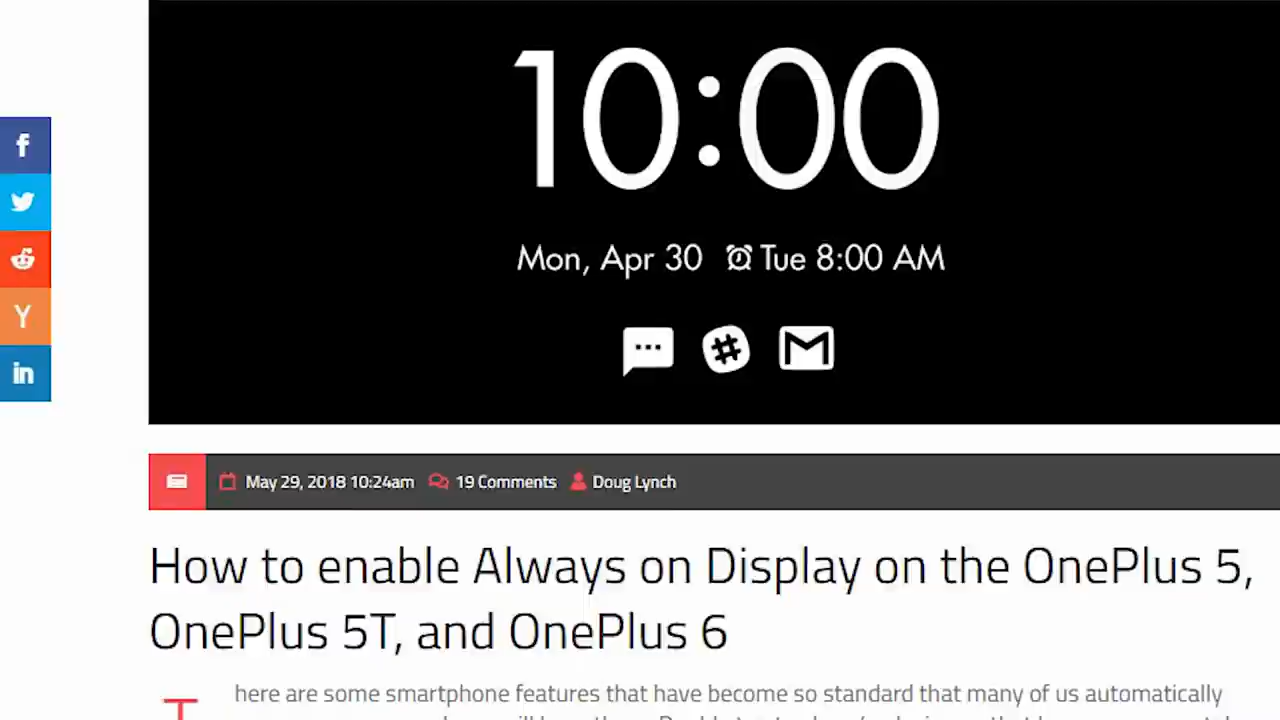 10:00
Mon, Apr 30 Tue 8:00 AM
May 29, 2018 10:24am 19 Comments Doug Lynch
How to enable Always on Display on the OnePlus 5,
OnePlus 5T, and OnePlus 6
There are some smartphone features that have become so standard that many of us automatically